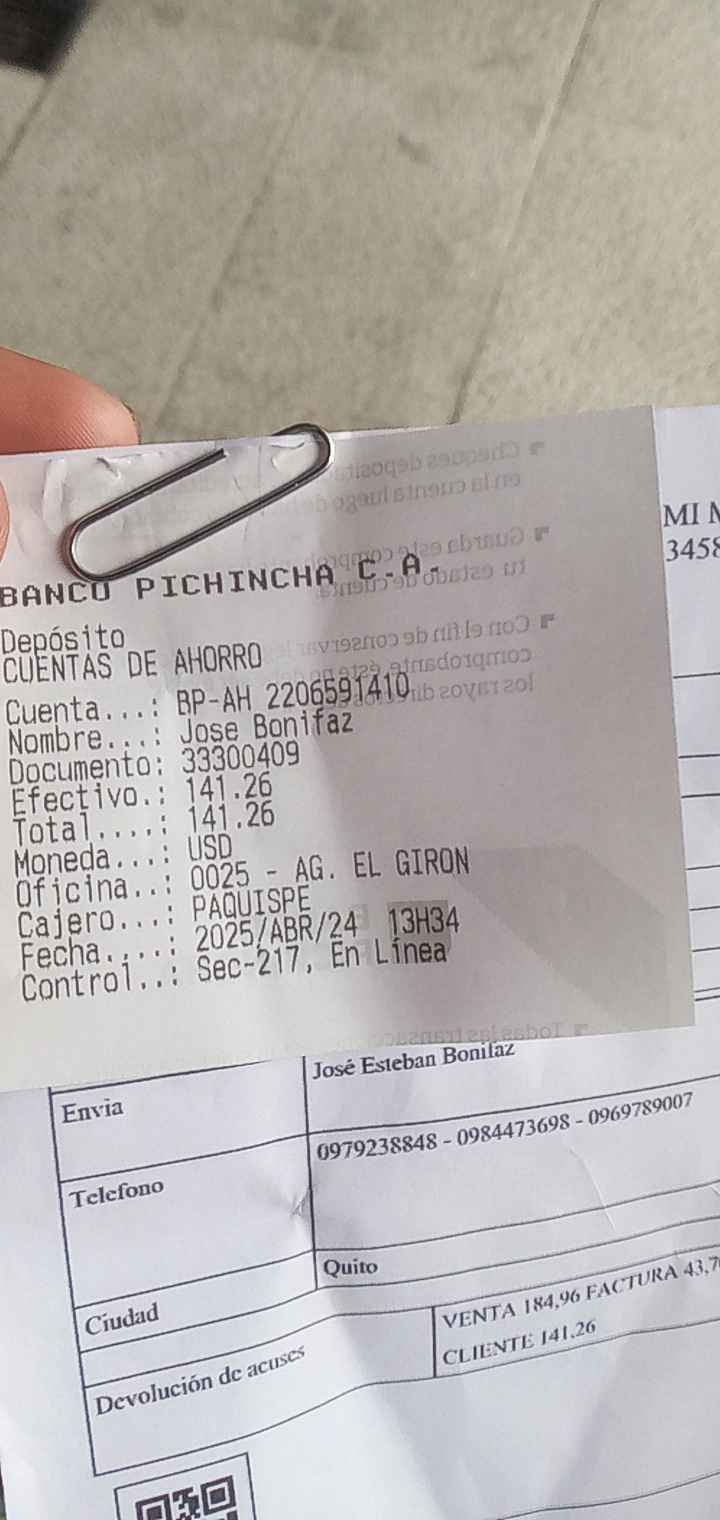 MI
3458
BANCO PICHINCHA C.A.
Depósito
CUENTAS DE AHORRO
Cuenta...: BP-AH 2206591410
Nombre...: Jose Bonifaz
Documento: 33300409
Efectivo.: 141.26
Total....: 141.26
Moneda...: USD
Oficina..: 0025 - AG. EL GIRON
Cajero...: PAQUISPE
Fecha....: 2025/ABR/24 13H34
Control..: Sec-217, En Línea
Envia José Esteban Bonifaz
Telefono 0979238848 - 0984473698 - 0969789007
Ciudad Quito
Devolución de acuses VENTA 184,96 FACTURA 43,7
CLIENTE 141.26